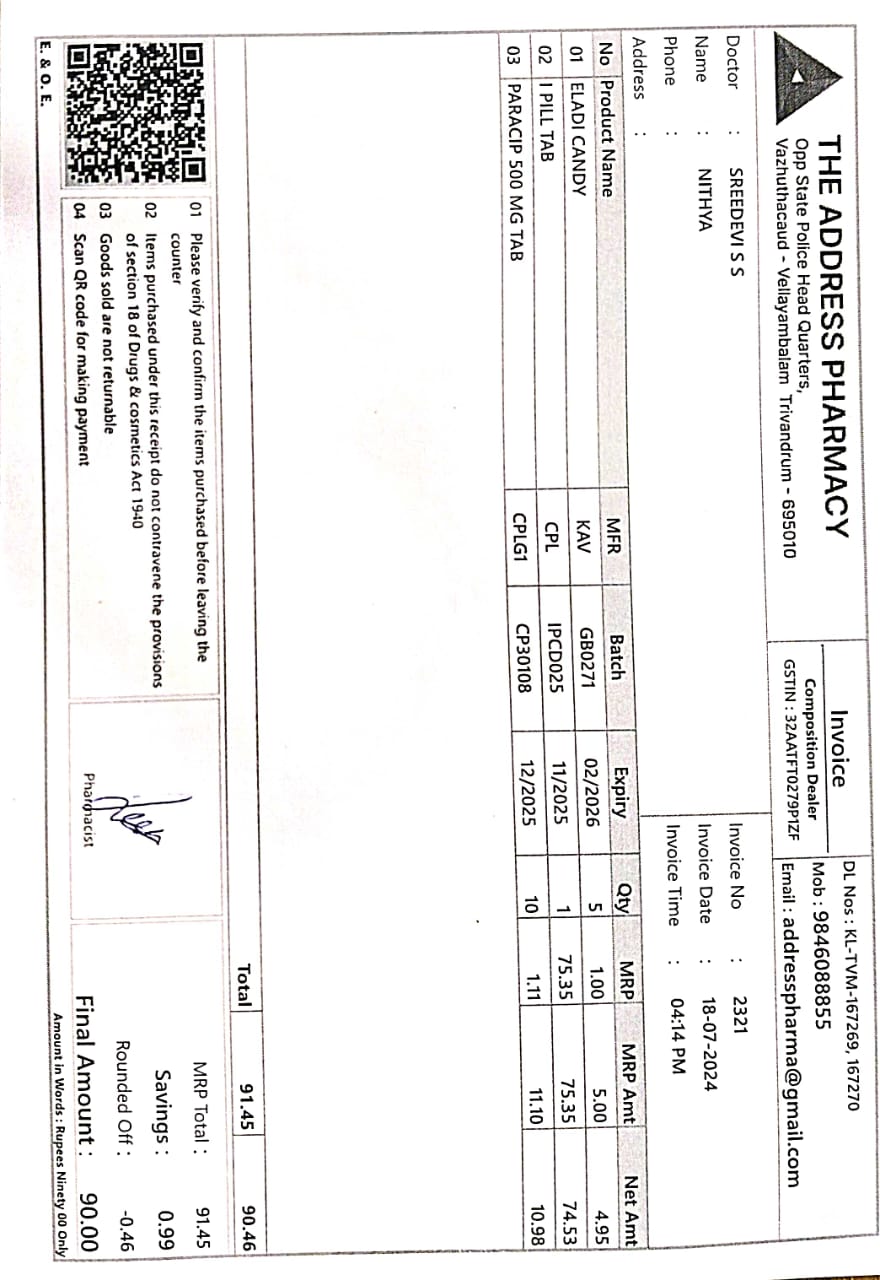 THE ADDRESS PHARMACY
Opp State Police Head Quarters,
Vazhuthacaud - Vellayambalam Trivandrum - 695010
Invoice
Composition Dealer
GSTIN : 32AATFT0279P1ZF
DL Nos : KL-TVM-167269, 167270
Mob : 9846088855
Email : addresspharma@gmail.com
Doctor : SREEDEVI S S
Name : NITHYA
Phone :
Address :
Invoice No : 2321
Invoice Date : 18-07-2024
Invoice Time : 04:14 PM
No Product Name MFR Batch Expiry Qty MRP MRP Amt Net Amt
01 ELADI CANDY KAV GB0271 02/2026 5 1.00 5.00 4.95
02 I PILL TAB CPL IPCD025 11/2025 1 75.35 75.35 74.53
03 PARACIP 500 MG TAB CPLG1 CP30108 12/2025 10 1.11 11.10 10.98
Total 91.45 90.46
01 Please verify and confirm the items purchased before leaving the
counter
02 Items purchased under this receipt do not contravene the provisions
of section 18 of Drugs & cosmetics Act 1940
03 Goods sold are not returnable
04 Scan QR code for making payment
E. & O. E.
Pharmacist
MRP Total : 91.45
Savings : 0.99
Rounded Off : -0.46
Final Amount : 90.00
Amount in Words : Rupees Ninety 00 Only